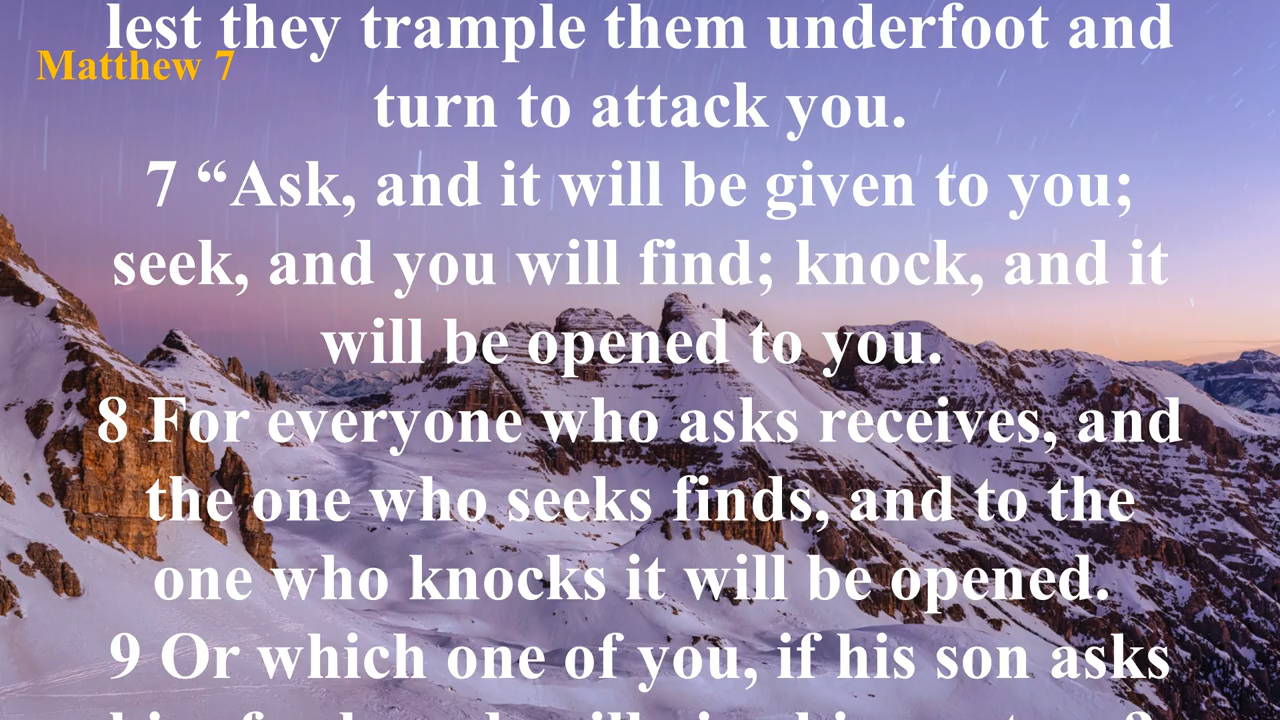 lest they trample them underfoot and
Matthew 7
turn to attack you.
7 “Ask, and it will be given to you;
seek, and you will find; knock, and it
will be opened to you.
8 For everyone who asks receives, and
the one who seeks finds, and to the
one who knocks it will be opened.
9 Or which one of you, if his son asks